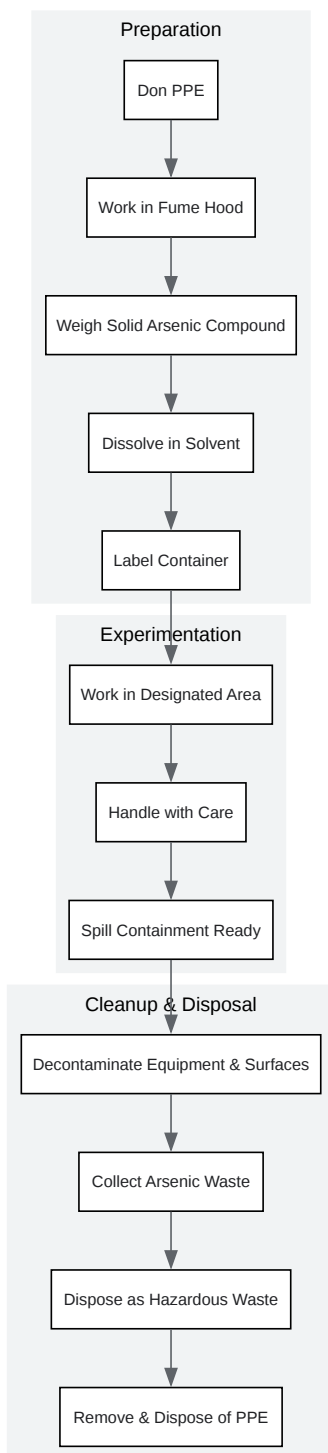 Preparation
Don PPE
Work in Fume Hood
Weigh Solid Arsenic Compound
Dissolve in Solvent
Label Container
Experimentation
Work in Designated Area
Handle with Care
Spill Containment Ready
Cleanup & Disposal
Decontaminate Equipment & Surfaces
Collect Arsenic Waste
Dispose as Hazardous Waste
Remove & Dispose of PPE